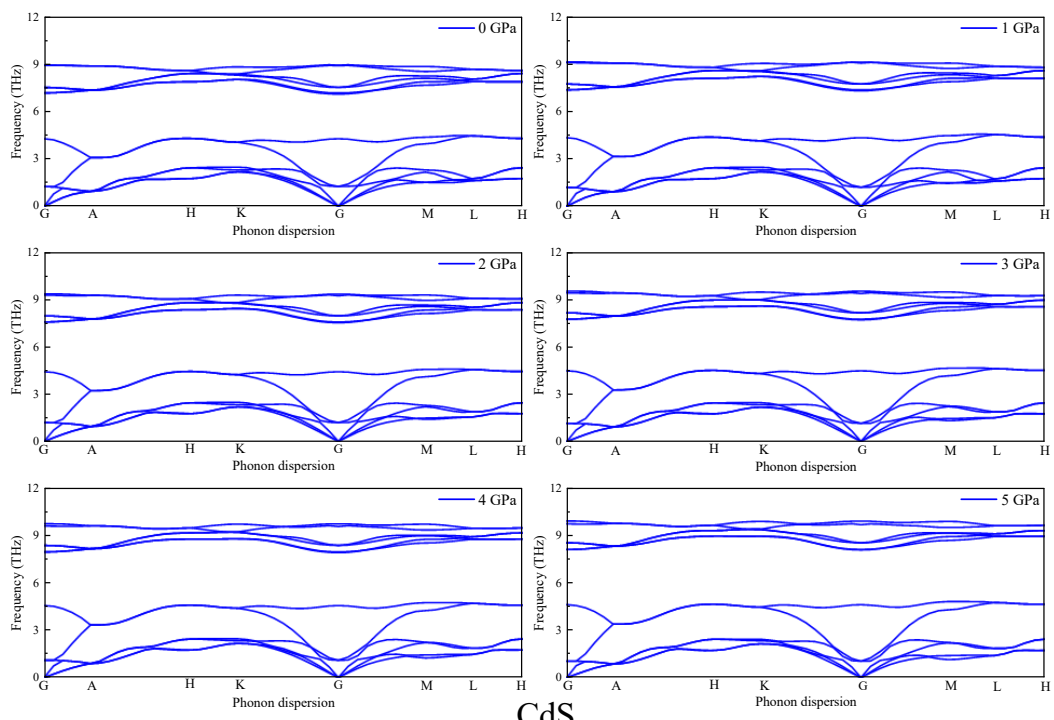 12
9
6
3
0
Frequency (THz)
0 GPa
G A H K G M L H
Phonon dispersion
12
9
6
3
0
Frequency (THz)
1 GPa
G A H K G M L H
Phonon dispersion
12
9
6
3
0
Frequency (THz)
2 GPa
G A H K G M L H
Phonon dispersion
12
9
6
3
0
Frequency (THz)
3 GPa
G A H K G M L H
Phonon dispersion
12
9
6
3
0
Frequency (THz)
4 GPa
G A H K G M L H
Phonon dispersion
12
9
6
3
0
Frequency (THz)
5 GPa
G A H K G M L H
Phonon dispersion
CdS